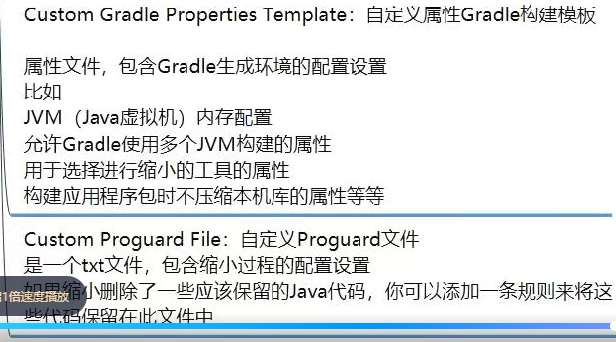 Custom Gradle Properties Template：自定义属性Gradle构建模板
属性文件，包含Gradle生成环境的配置设置
比如
JVM（Java虚拟机）内存配置
允许Gradle使用多个JVM构建的属性
用于选择进行缩小的工具的属性
构建应用程序包时不压缩本机库的属性等等
Custom Proguard File：自定义Proguard文件
是一个txt文件，包含缩小过程的配置设置
如果缩小删除了一些应该保留的Java代码，你可以添加一条规则来将这
些代码保留在此文件中
1倍速度播放